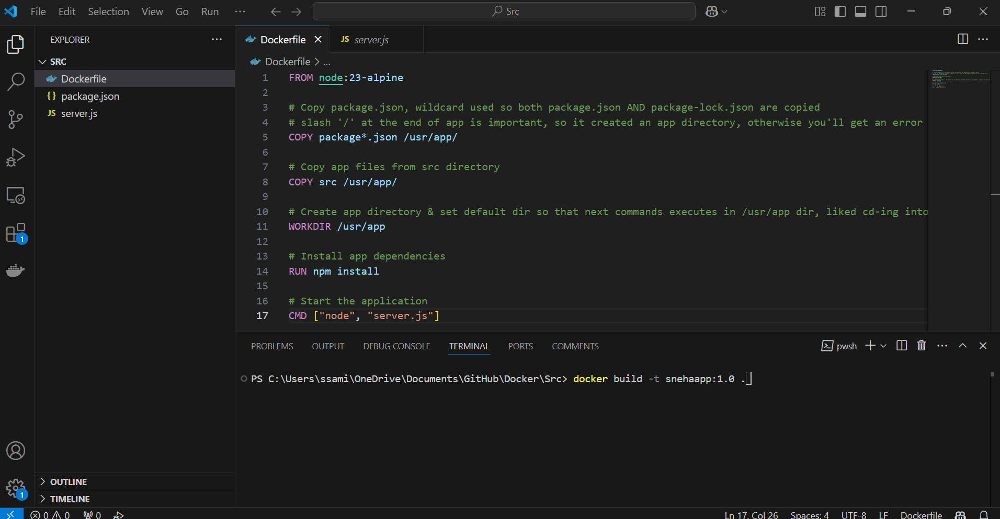 File Edit Selection View Go Run ...
Src
EXPLORER ...
Dockerfile
JS server.js
...
SRC
Dockerfile > ...
Dockerfile
{} package.json
JS server.js
1 FROM node:23-alpine
2
3 # Copy package.json, wildcard used so both package.json AND package-lock.json are copied
4 # slash '/' at the end of app is important, so it created an app directory, otherwise you'll get an error
5 COPY package*.json /usr/app/
6
7 # Copy app files from src directory
8 COPY src /usr/app/
9
10 # Create app directory & set default dir so that next commands executes in /usr/app dir, liked cd-ing into
11 WORKDIR /usr/app
12
13 # Install app dependencies
14 RUN npm install
15
16 # Start the application
17 CMD ["node", "server.js"]
1
PROBLEMS OUTPUT DEBUG CONSOLE TERMINAL PORTS COMMENTS
pwsh
...
PS C:\Users\ssami\OneDrive\Documents\GitHub\Docker\Src> docker build -t snehaapp:1.0 .
OUTLINE
TIMELINE
1
0 0 0
Ln 17, Col 26 Spaces: 4 UTF-8 LF Dockerfile